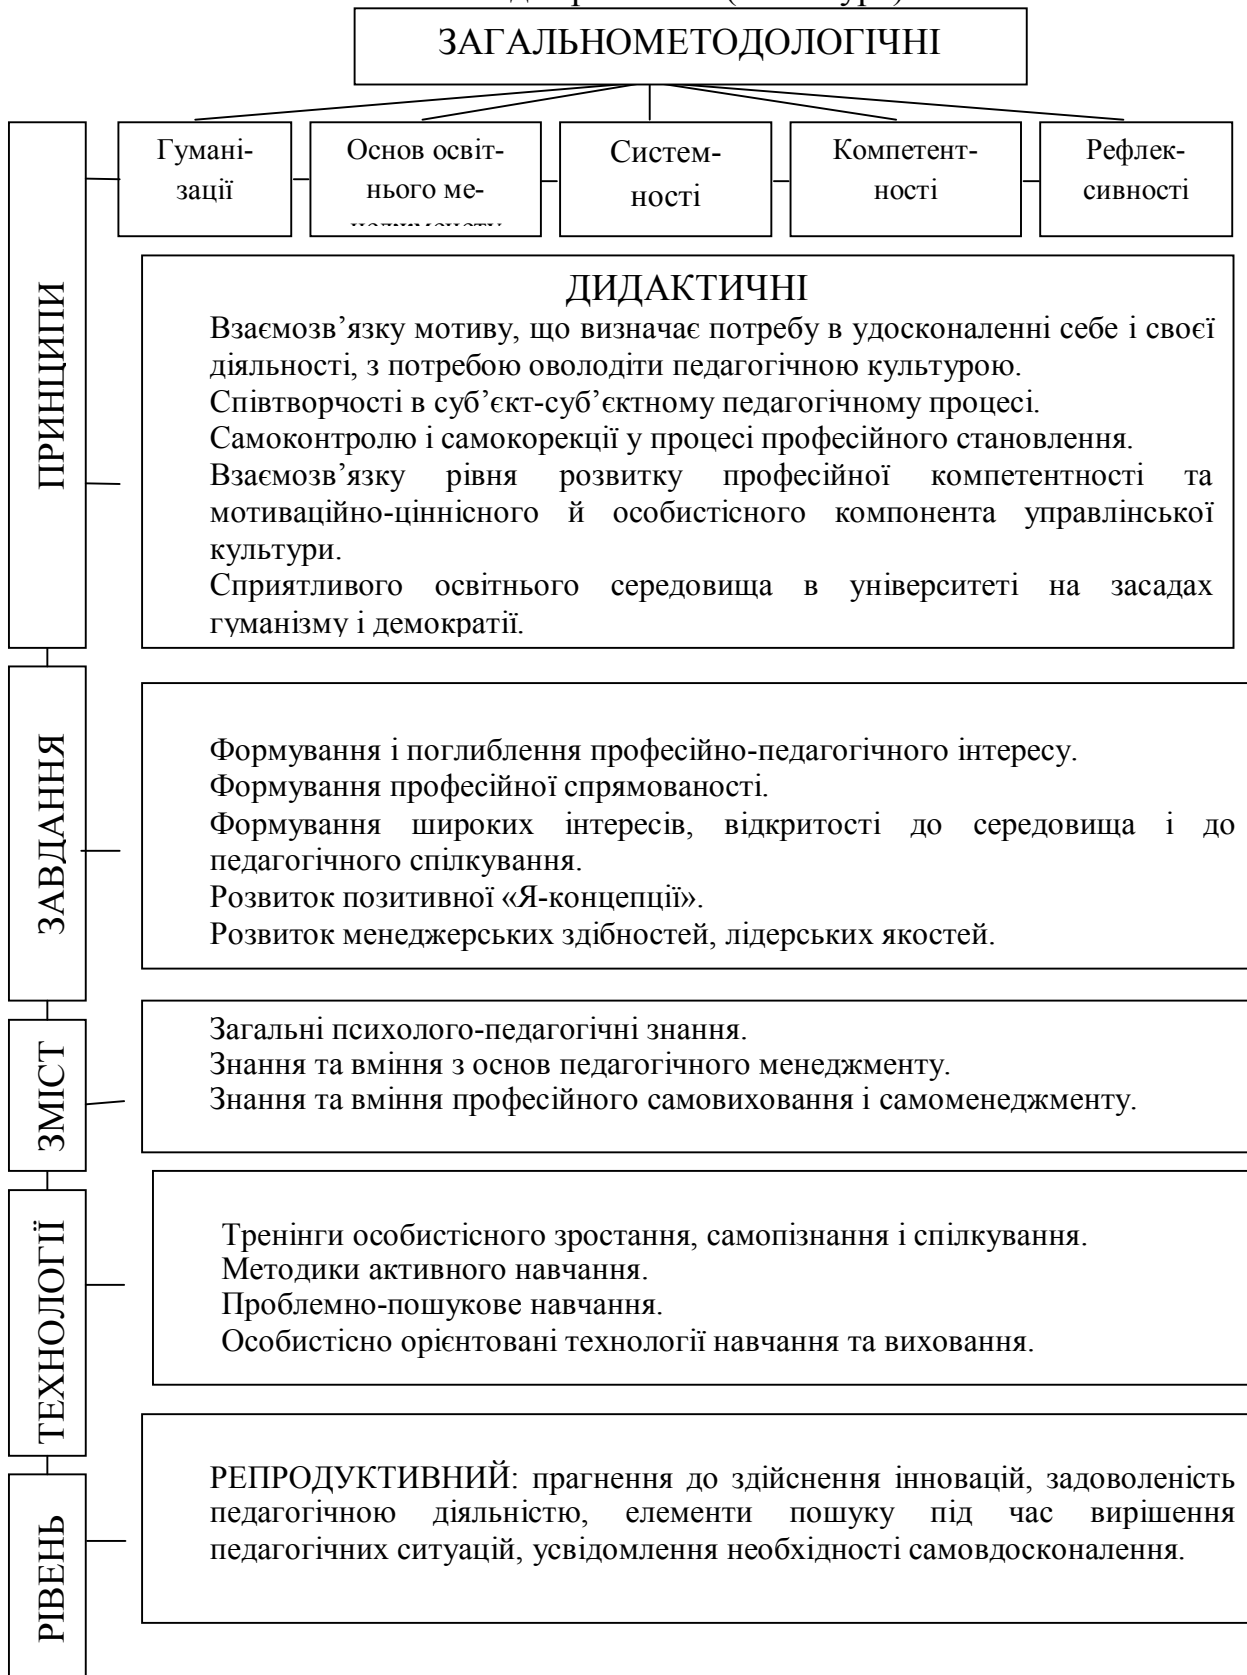 ЗАГАЛЬНОМЕТОДОЛОГІЧНІ
Гумані-
зації
Основ освіт-
нього ме-
неджменету
Систем-
ності
Компетент-
ності
Рефлек-
сивності
ПРИНЦИПИ
ДИДАКТИЧНІ
Взаємозв’язку мотиву, що визначає потребу в удосконаленні себе і своєї
діяльності, з потребою оволодіти педагогічною культурою.
Співтворчості в суб’єкт-суб’єктному педагогічному процесі.
Самоконтролю і самокорекції у процесі професійного становлення.
Взаємозв’язку рівня розвитку професійної компетентності та
мотиваційно-ціннісного й особистісного компонента управлінської
культури.
Сприятливого освітнього середовища в університеті на засадах
гуманізму і демократії.
ЗАВДАННЯ
Формування і поглиблення професійно-педагогічного інтересу.
Формування професійної спрямованості.
Формування широких інтересів, відкритості до середовища і до
педагогічного спілкування.
Розвиток позитивної «Я-концепції».
Розвиток менеджерських здібностей, лідерських якостей.
ЗМІСТ
Загальні психолого-педагогічні знання.
Знання та вміння з основ педагогічного менеджменту.
Знання та вміння професійного самовиховання і самоменеджменту.
ТЕХНОЛОГІЇ
Тренінги особистісного зростання, самопізнання і спілкування.
Методики активного навчання.
Проблемно-пошукове навчання.
Особистісно орієнтовані технології навчання та виховання.
РІВЕНЬ
РЕПРОДУКТИВНИЙ: прагнення до здійснення інновацій, задоволеність
педагогічною діяльністю, елементи пошуку під час вирішення
педагогічних ситуацій, усвідомлення необхідності самовдосконалення.